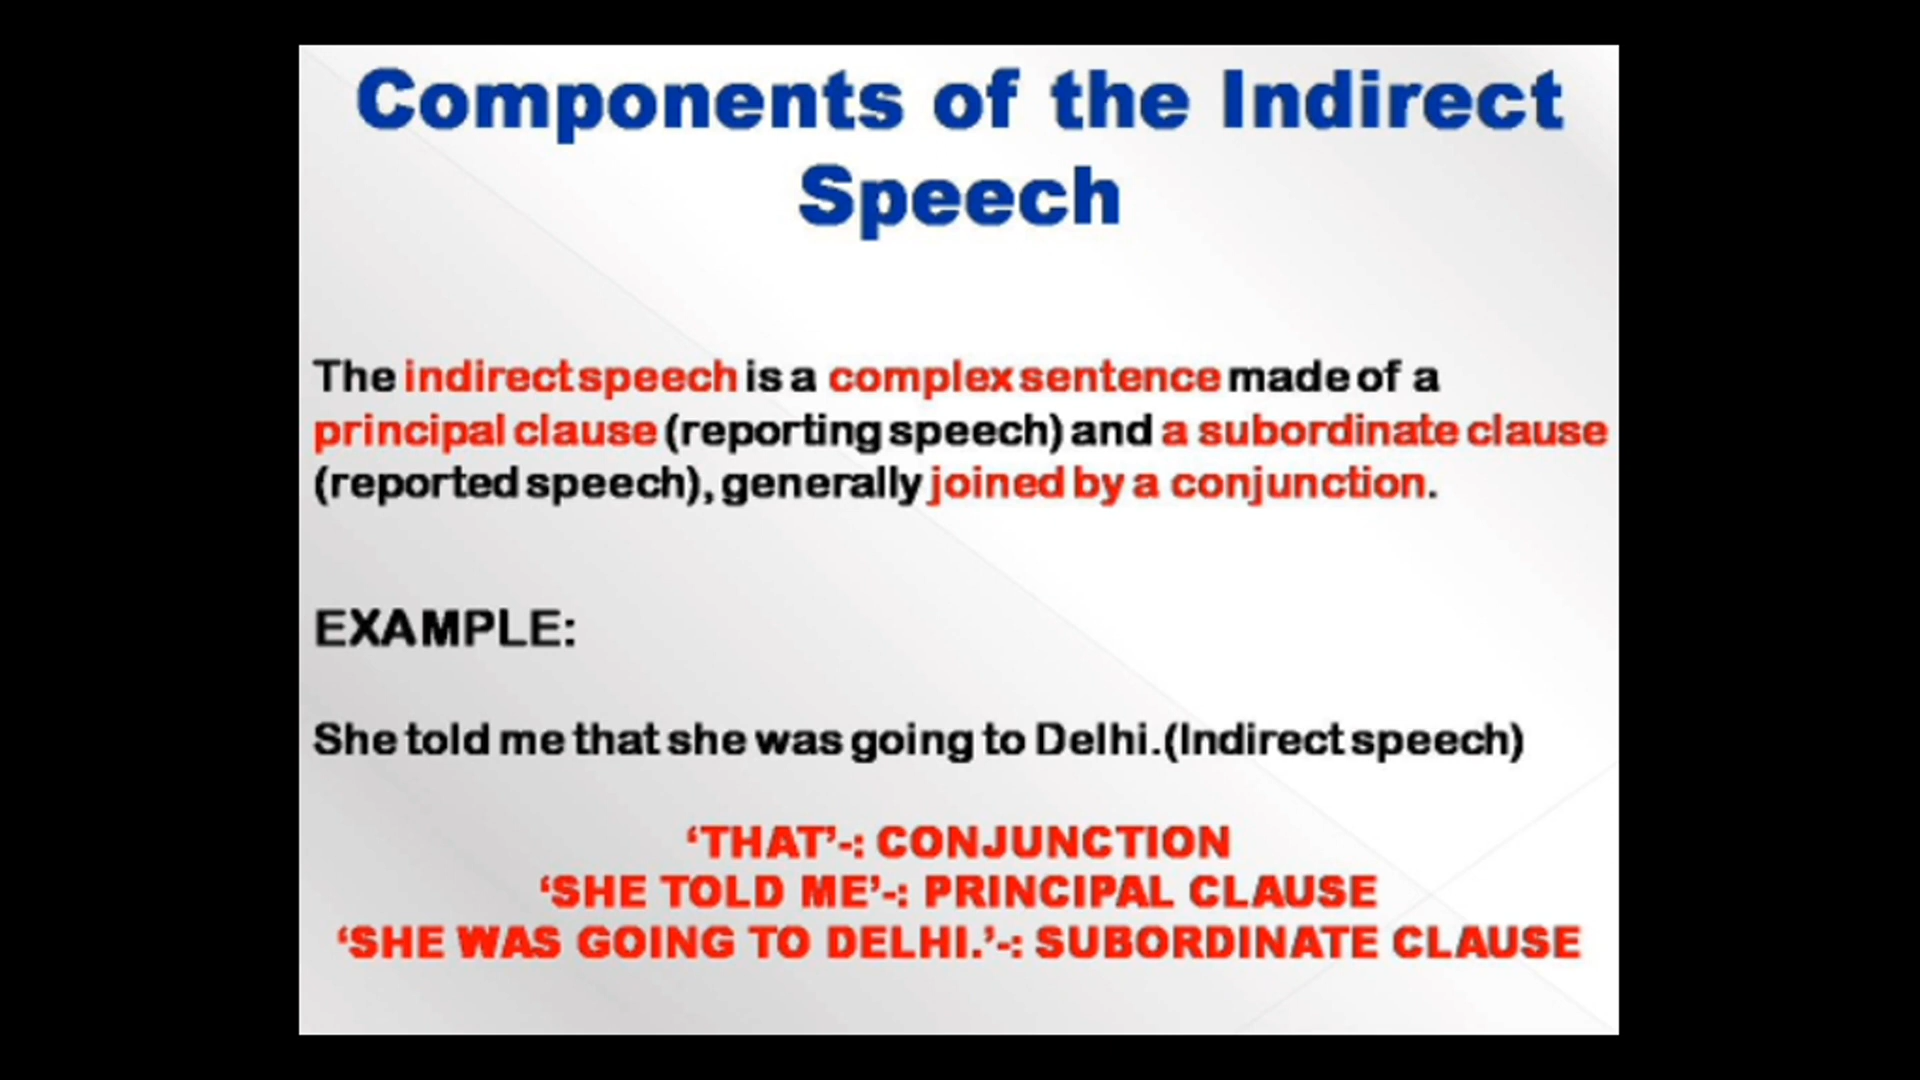 Components of the Indirect
Speech
The indirect speech is a complex sentence made of a
principal clause (reporting speech) and a subordinate clause
(reported speech), generally joined by a conjunction.
EXAMPLE:
She told me that she was going to Delhi.(Indirect speech)
‘THAT’-: CONJUNCTION
‘SHE TOLD ME’-: PRINCIPAL CLAUSE
‘SHE WAS GOING TO DELHI.’-: SUBORDINATE CLAUSE